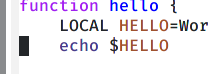 function hello {
LOCAL HELLO=Wor
echo $HELLO